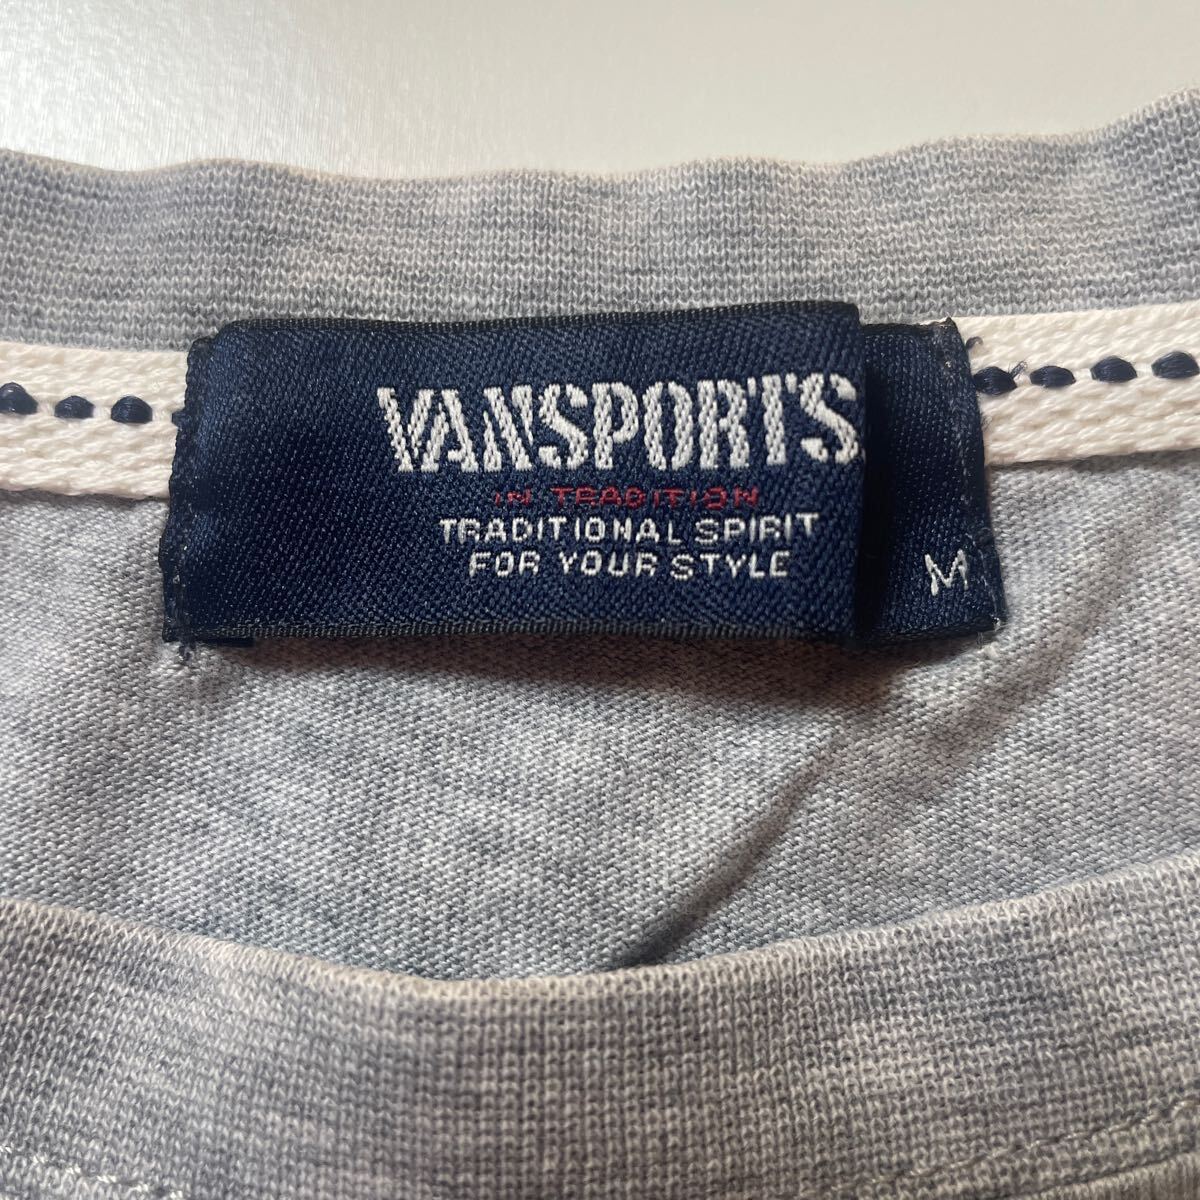 VANSPORTS
IN TRADITION
TRADITIONAL SPIRIT
FOR YOUR STYLE
M